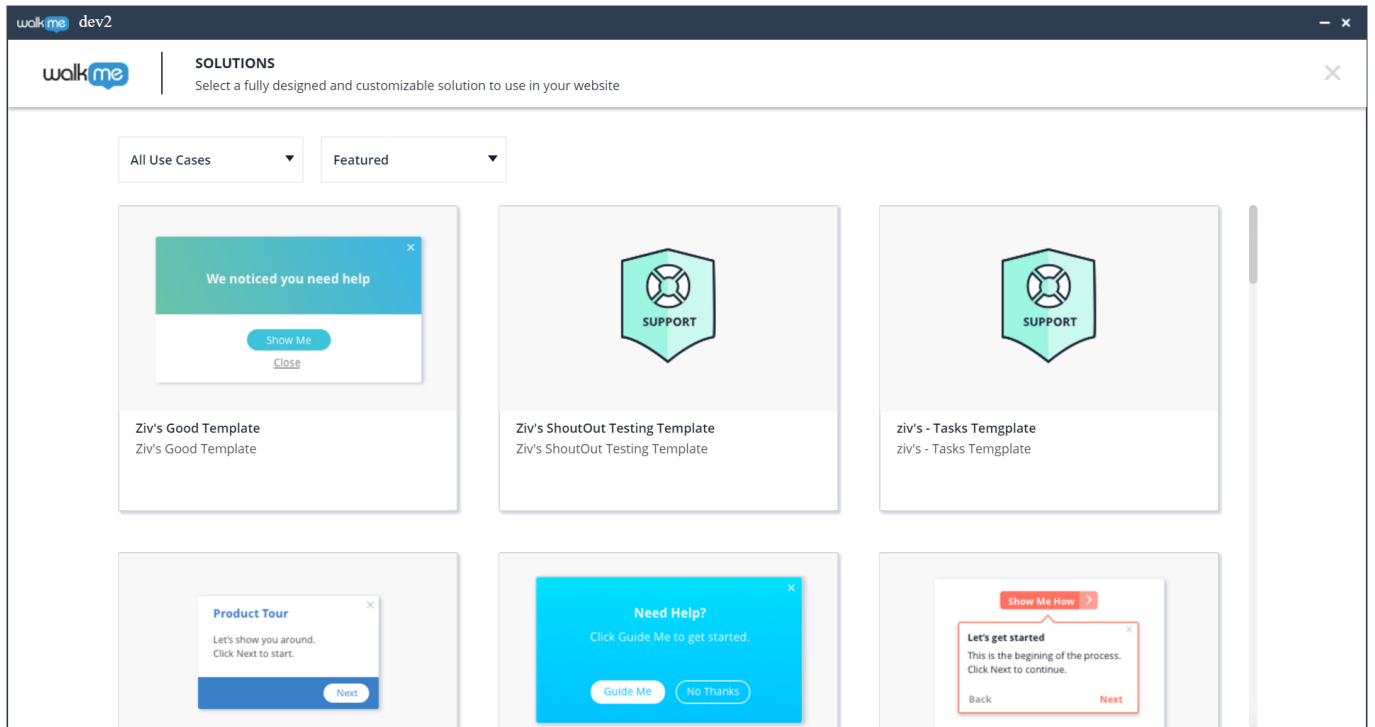 walkme dev2
walkme
SOLUTIONS
Select a fully designed and customizable solution to use in your website
All Use Cases
Featured
We noticed you need help
Show Me
Close
Ziv's Good Template
Ziv's Good Template
SUPPORT
Ziv's ShoutOut Testing Template
Ziv's ShoutOut Testing Template
SUPPORT
ziv's - Tasks Temgplate
ziv's - Tasks Temgplate
Product Tour
Let's show you around.
Click Next to start.
Next
Need Help?
Click Guide Me to get started.
Guide Me
No Thanks
Show Me How
Let's get started
This is the begining of the process.
Click Next to continue.
Back
Next